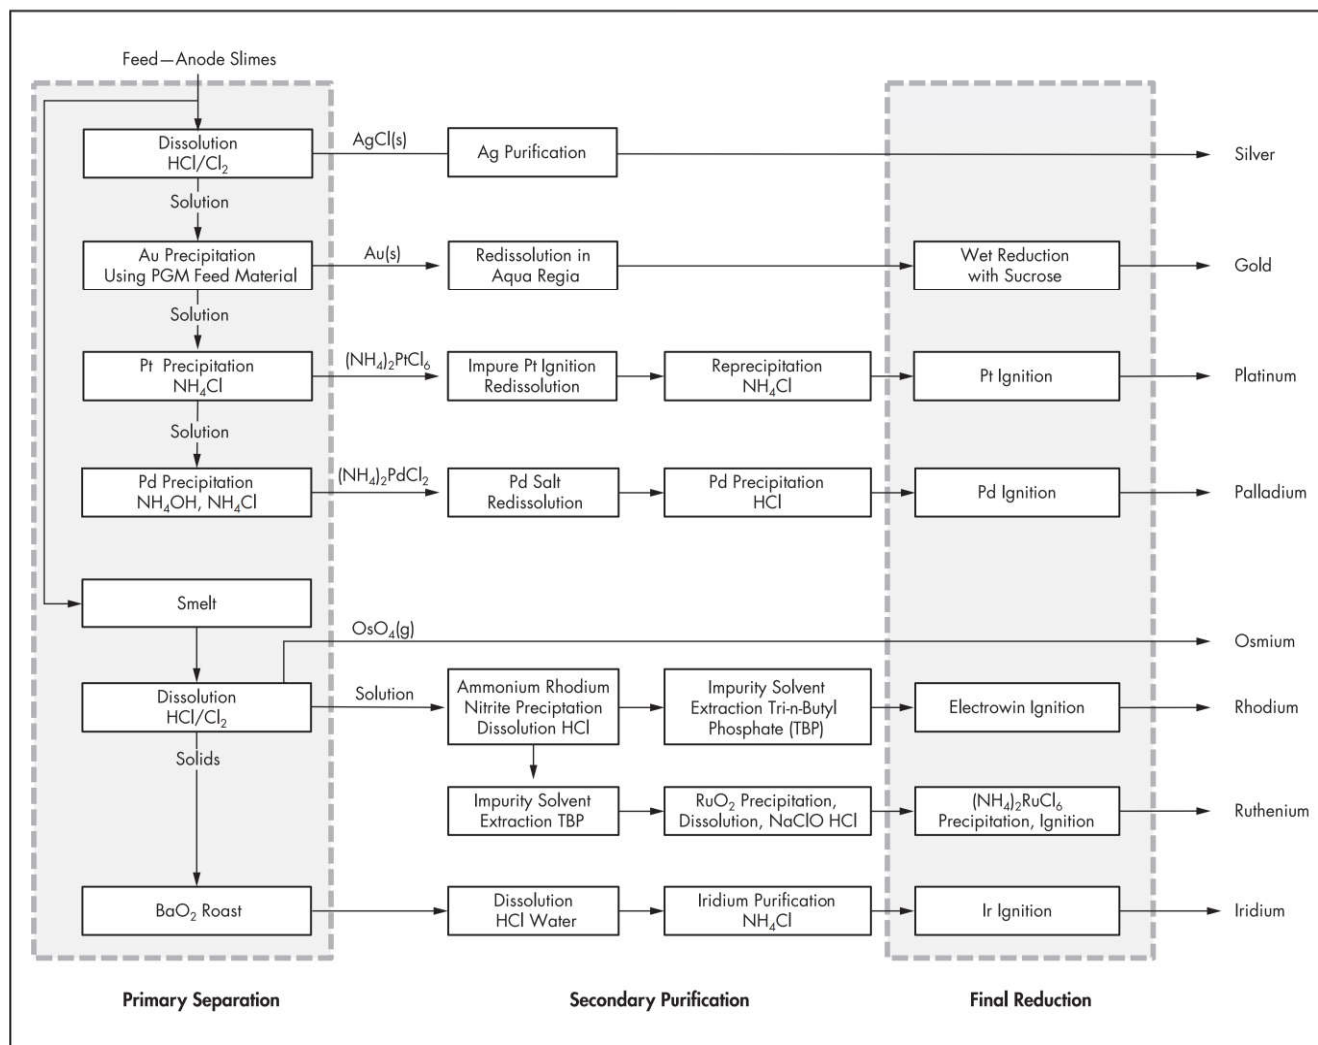 Feed—Anode Slimes
Dissolution
HCl/Cl₂
AgCl(s)
Ag Purification
Silver
Solution
Au Precipitation
Using PGM Feed Material
Au(s)
Redissolution in
Aqua Regia
Wet Reduction
with Sucrose
Gold
Solution
Pt Precipitation
NH₄Cl
(NH₄)₂PtCl₆
Impure Pt Ignition
Redissolution
Reprecitation
NH₄Cl
Pt Ignition
Platinum
Solution
Pd Precipitation
NH₄OH, NH₄Cl
(NH₄)₂PdCl₂
Pd Salt
Redissolution
Pd Precipitation
HCl
Pd Ignition
Palladium
Smelt
OsO₄(g)
Osmium
Dissolution
HCl/Cl₂
Solution
Ammonium Rhodium
Nitrite Preciptation
Dissolution HCl
Impurity Solvent
Extraction Tri-n-Butyl
Phosphate (TBP)
Electrowin Ignition
Rhodium
Solids
Impurity Solvent
Extraction TBP
RuO₂ Precipitation,
Dissolution, NaClO HCl
(NH₄)₂RuCl₆
Precipitation, Ignition
Ruthenium
BaO₂ Roast
Dissolution
HCl Water
Iridium Purification
NH₄Cl
Ir Ignition
Iridium
Primary Separation
Secondary Purification
Final Reduction